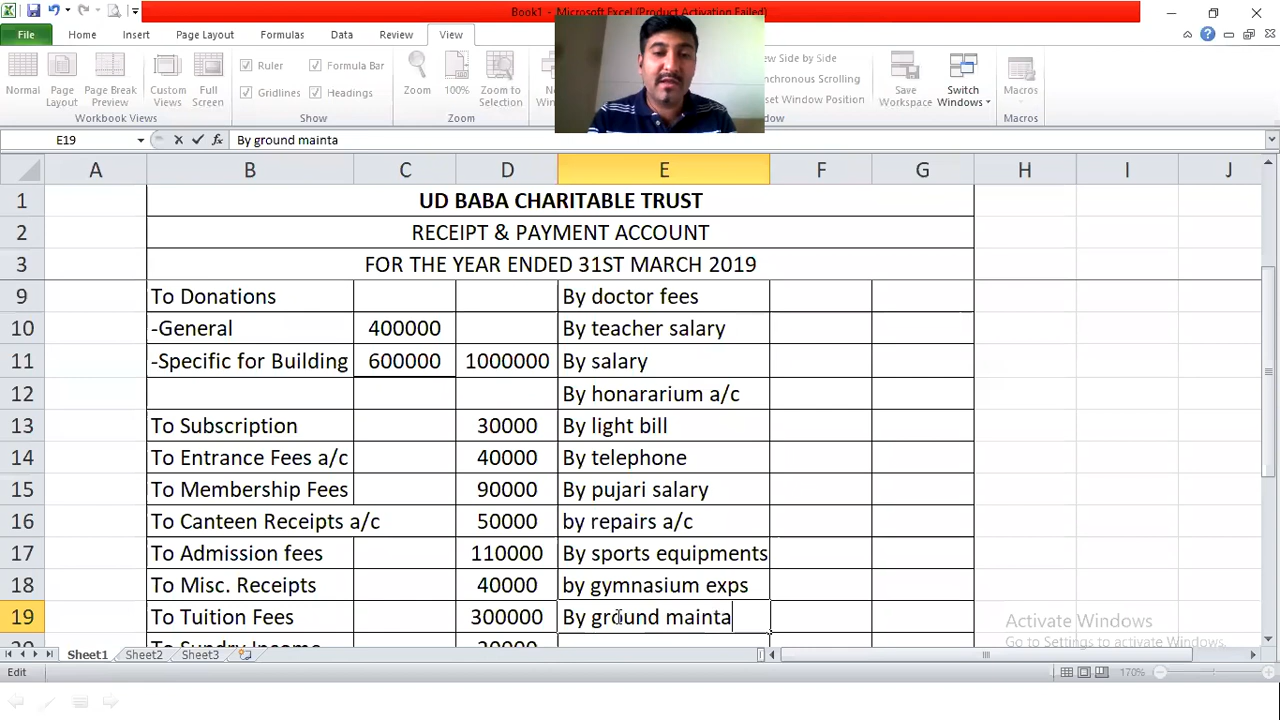 Book1 - Microsoft Excel (Product Activation Failed)
File Home Insert Page Layout Formulas Data Review View
Normal Page Layout Page Break Preview Custom Views Full Screen
Ruler Formula Bar
Gridlines Headings
Zoom 100% Zoom to Selection
Side by Side
Scrolling
Window Position
Save Workspace Switch Windows Macros
Workbook Views Show Zoom Macros
E19 fx By ground mainta
A B C D E F G H I J
1 UD BABA CHARITABLE TRUST
2 RECEIPT & PAYMENT ACCOUNT
3 FOR THE YEAR ENDED 31ST MARCH 2019
9 To Donations By doctor fees
10 -General 400000 By teacher salary
11 -Specific for Building 600000 1000000 By salary
12 By honararium a/c
13 To Subscription 30000 By light bill
14 To Entrance Fees a/c 40000 By telephone
15 To Membership Fees 90000 By pujari salary
16 To Canteen Receipts a/c 50000 by repairs a/c
17 To Admission fees 110000 By sports equipments
18 To Misc. Receipts 40000 by gymnasium exps
19 To Tuition Fees 300000 By ground mainta
Activate Windows
Go to Settings to activate Windows.
Sheet1 Sheet2 Sheet3
Edit 170%